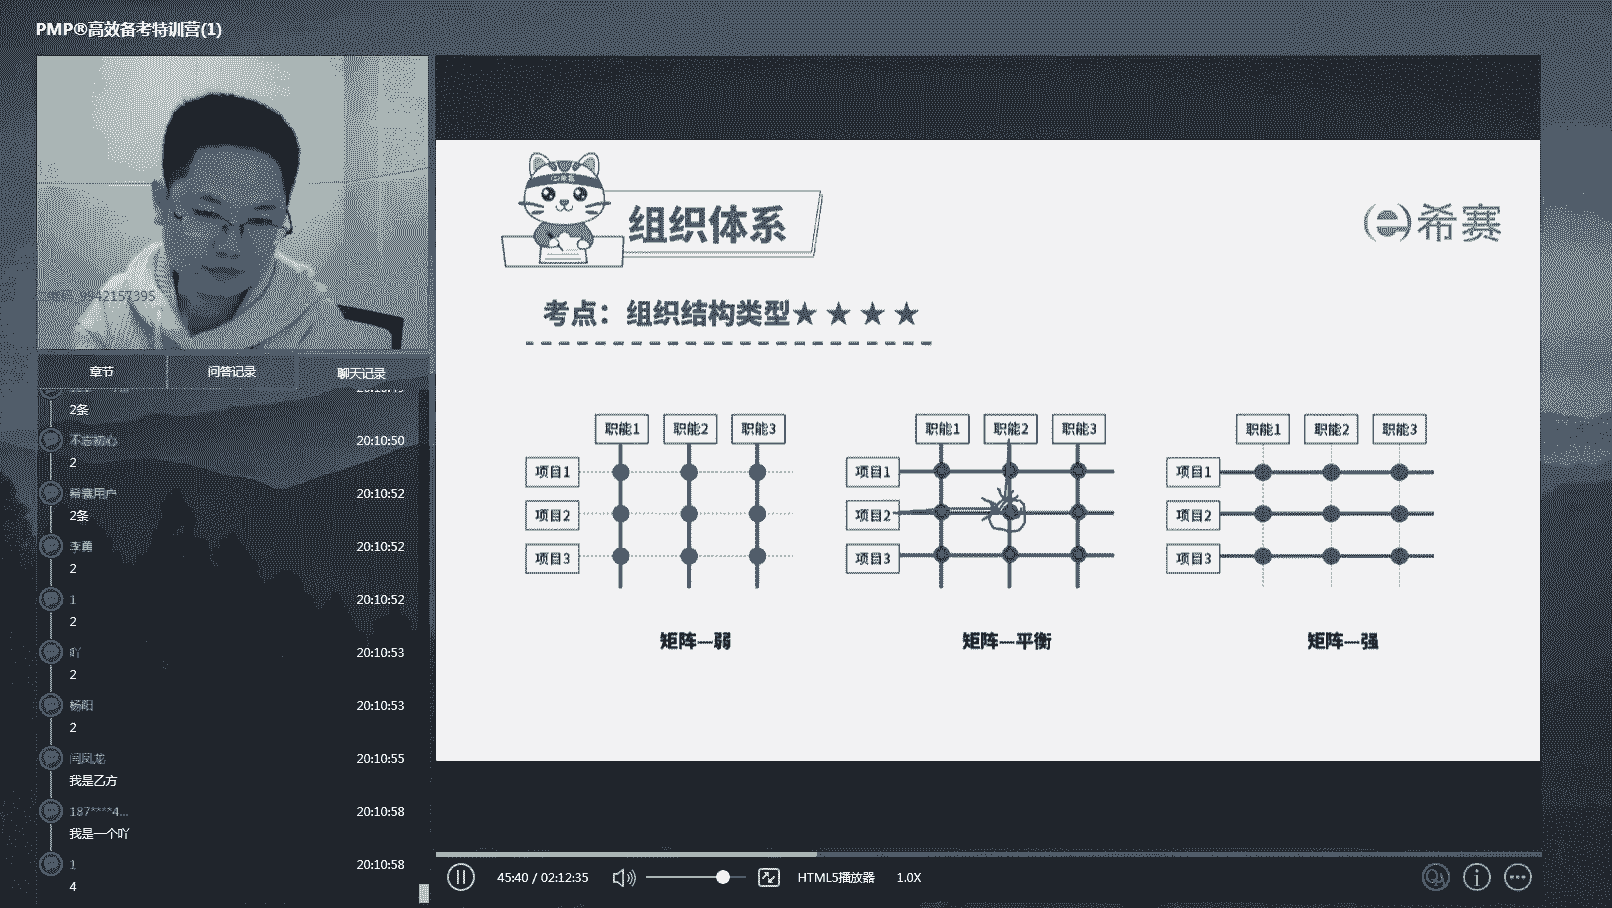 PMP®高效备考特训营(1)
9942157395
章节
问答记录
聊天记录
2条
不忘初心
20:10:50
2
希赛用户
20:10:52
2条
李薇
20:10:52
2
1
20:10:52
2
吖
20:10:53
2
杨阳
20:10:53
2
闫凤龙
20:10:55
我是乙方
187****4...
20:10:58
我是一个吖
1
20:10:58
4
组织体系
希赛
考点：组织结构类型★★★★
职能1 职能2 职能3
项目1
项目2
项目3
矩阵—弱
职能1 职能2 职能3
项目1
项目2
项目3
矩阵—平衡
职能1 职能2 职能3
项目1
项目2
项目3
矩阵—强
45:40 / 02:12:35
HTML5播放器
1.0X